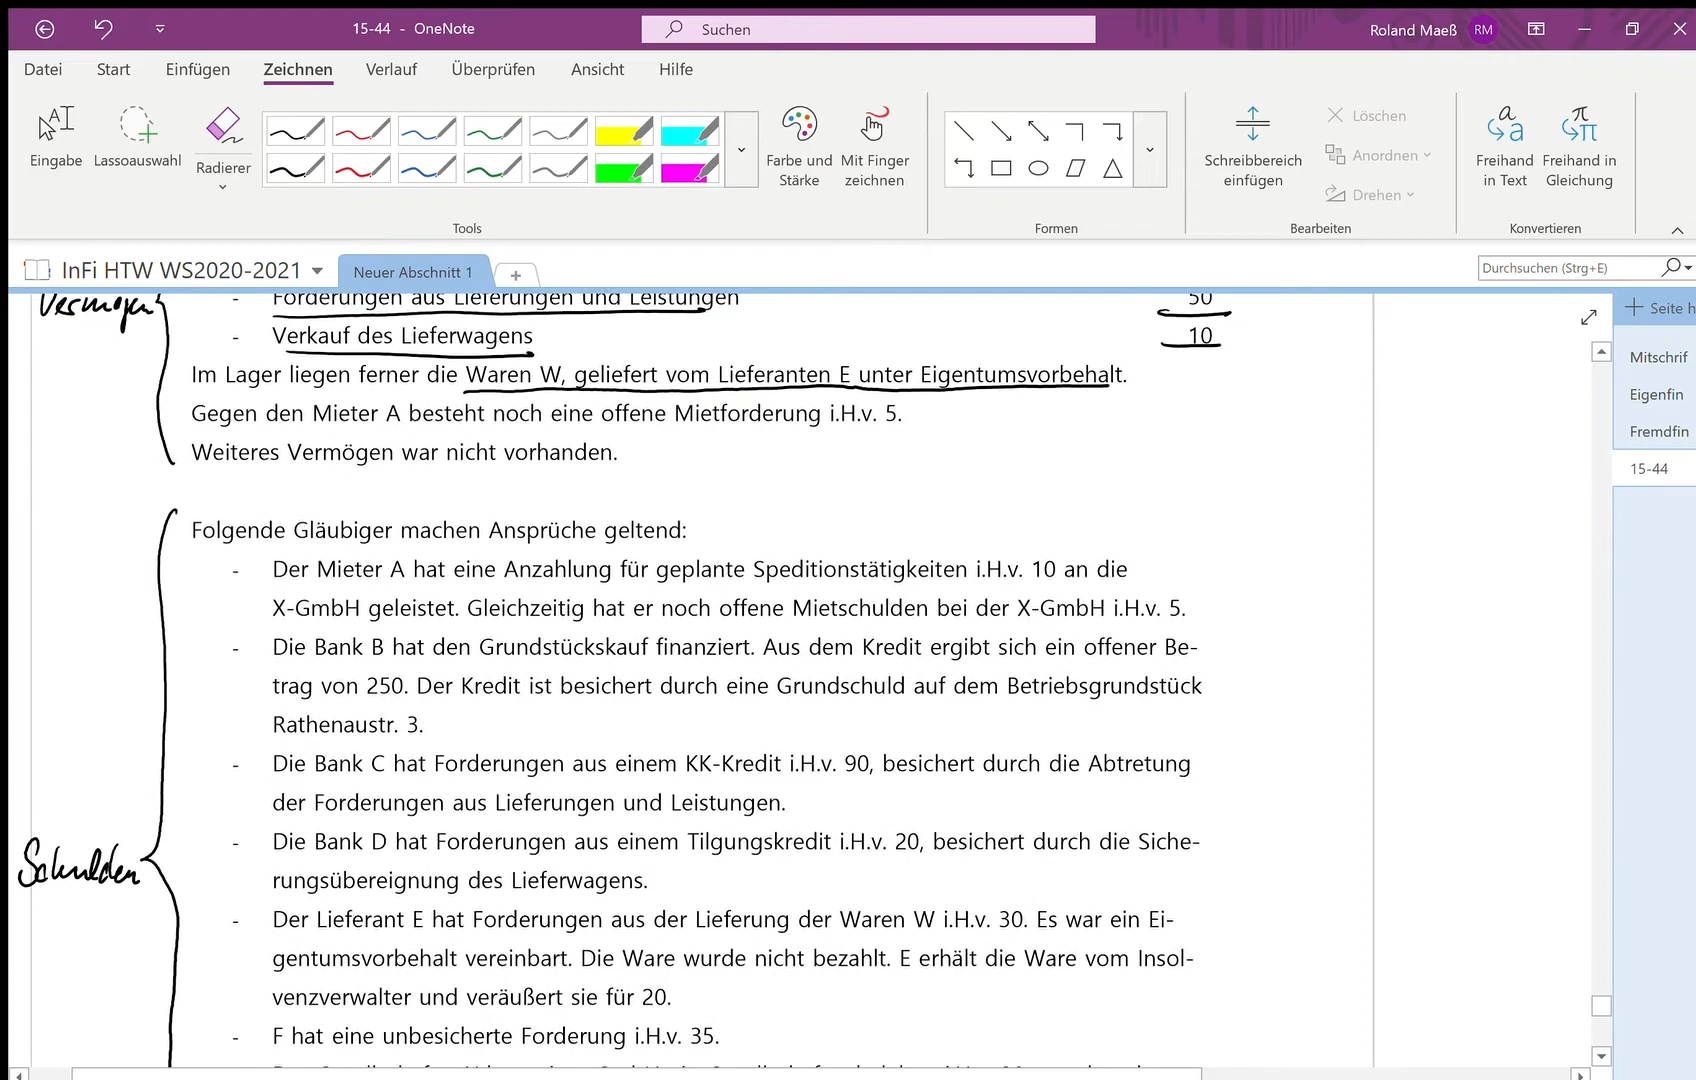 15-44 - OneNote
Suchen
Roland Maeß RM
Datei Start Einfügen Zeichnen Verlauf Überprüfen Ansicht Hilfe
Eingabe Lassoauswahl Radierer
Farbe und Stärke
Mit Finger zeichnen
Schreibbereich einfügen
Löschen
Anordnen
Drehen
Freihand in Text
Freihand in Gleichung
Tools Formen Bearbeiten Konvertieren
InFi HTW WS2020-2021 Neuer Abschnitt 1 +
Durchsuchen (Strg+E)
Seite h
Mitschrif
Eigenfin
Fremdfin
15-44
Vermögen
- Forderungen aus Lieferungen und Leistungen 50
- Verkauf des Lieferwagens 10
Im Lager liegen ferner die Waren W, geliefert vom Lieferanten E unter Eigentumsvorbehalt.
Gegen den Mieter A besteht noch eine offene Mietforderung i.H.v. 5.
Weiteres Vermögen war nicht vorhanden.
Folgende Gläubiger machen Ansprüche geltend:
- Der Mieter A hat eine Anzahlung für geplante Speditionstätigkeiten i.H.v. 10 an die
X-GmbH geleistet. Gleichzeitig hat er noch offene Mietschulden bei der X-GmbH i.H.v. 5.
- Die Bank B hat den Grundstückskauf finanziert. Aus dem Kredit ergibt sich ein offener Be-
trag von 250. Der Kredit ist besichert durch eine Grundschuld auf dem Betriebsgrundstück
Rathenaustr. 3.
- Die Bank C hat Forderungen aus einem KK-Kredit i.H.v. 90, besichert durch die Abtretung
der Forderungen aus Lieferungen und Leistungen.
- Die Bank D hat Forderungen aus einem Tilgungskredit i.H.v. 20, besichert durch die Siche-
Schulden
rungsübereignung des Lieferwagens.
- Der Lieferant E hat Forderungen aus der Lieferung der Waren W i.H.v. 30. Es war ein Ei-
gentumsvorbehalt vereinbart. Die Ware wurde nicht bezahlt. E erhält die Ware vom Insol-
venzverwalter und veräußert sie für 20.
- F hat eine unbesicherte Forderung i.H.v. 35.